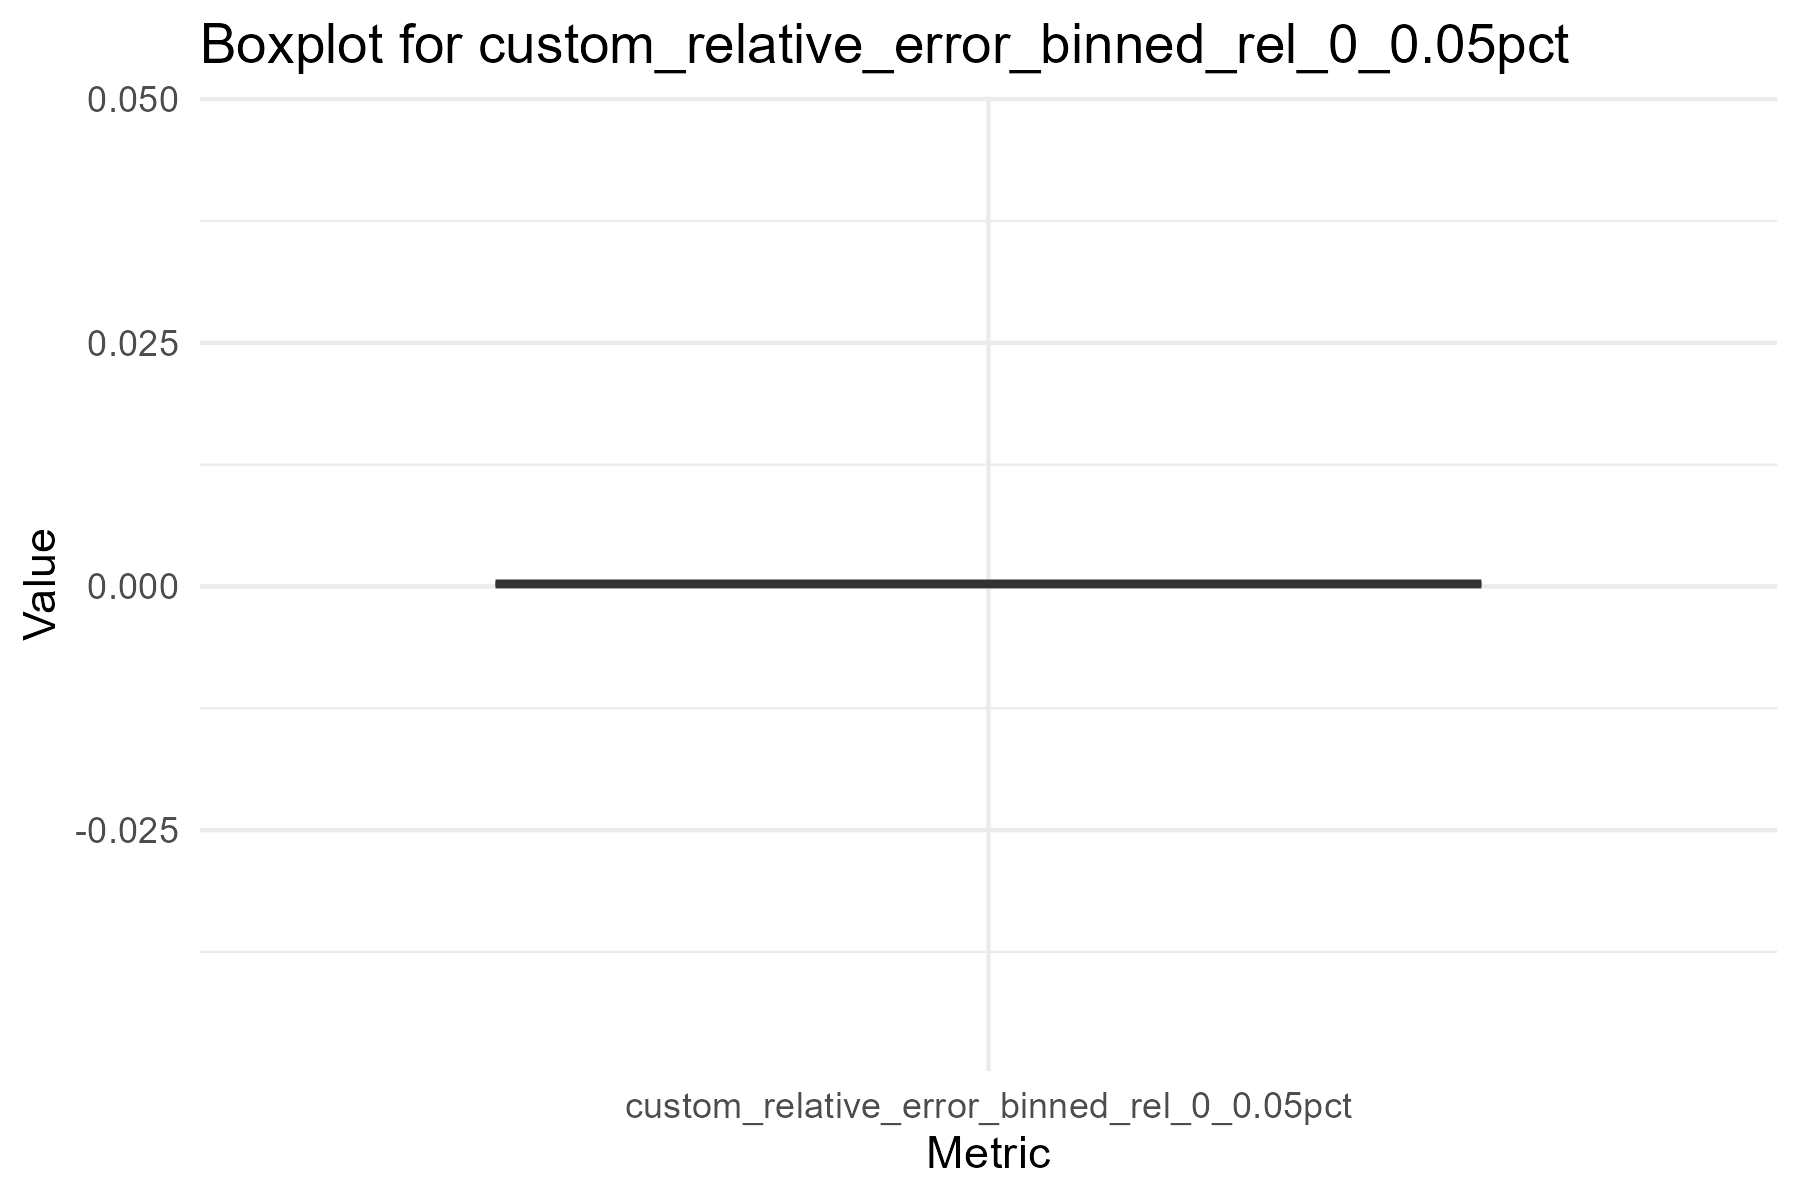 Boxplot for custom_relative_error_binned_rel_0_0.05pct
0.050
0.025
0.000
-0.025
Value
custom_relative_error_binned_rel_0_0.05pct
Metric